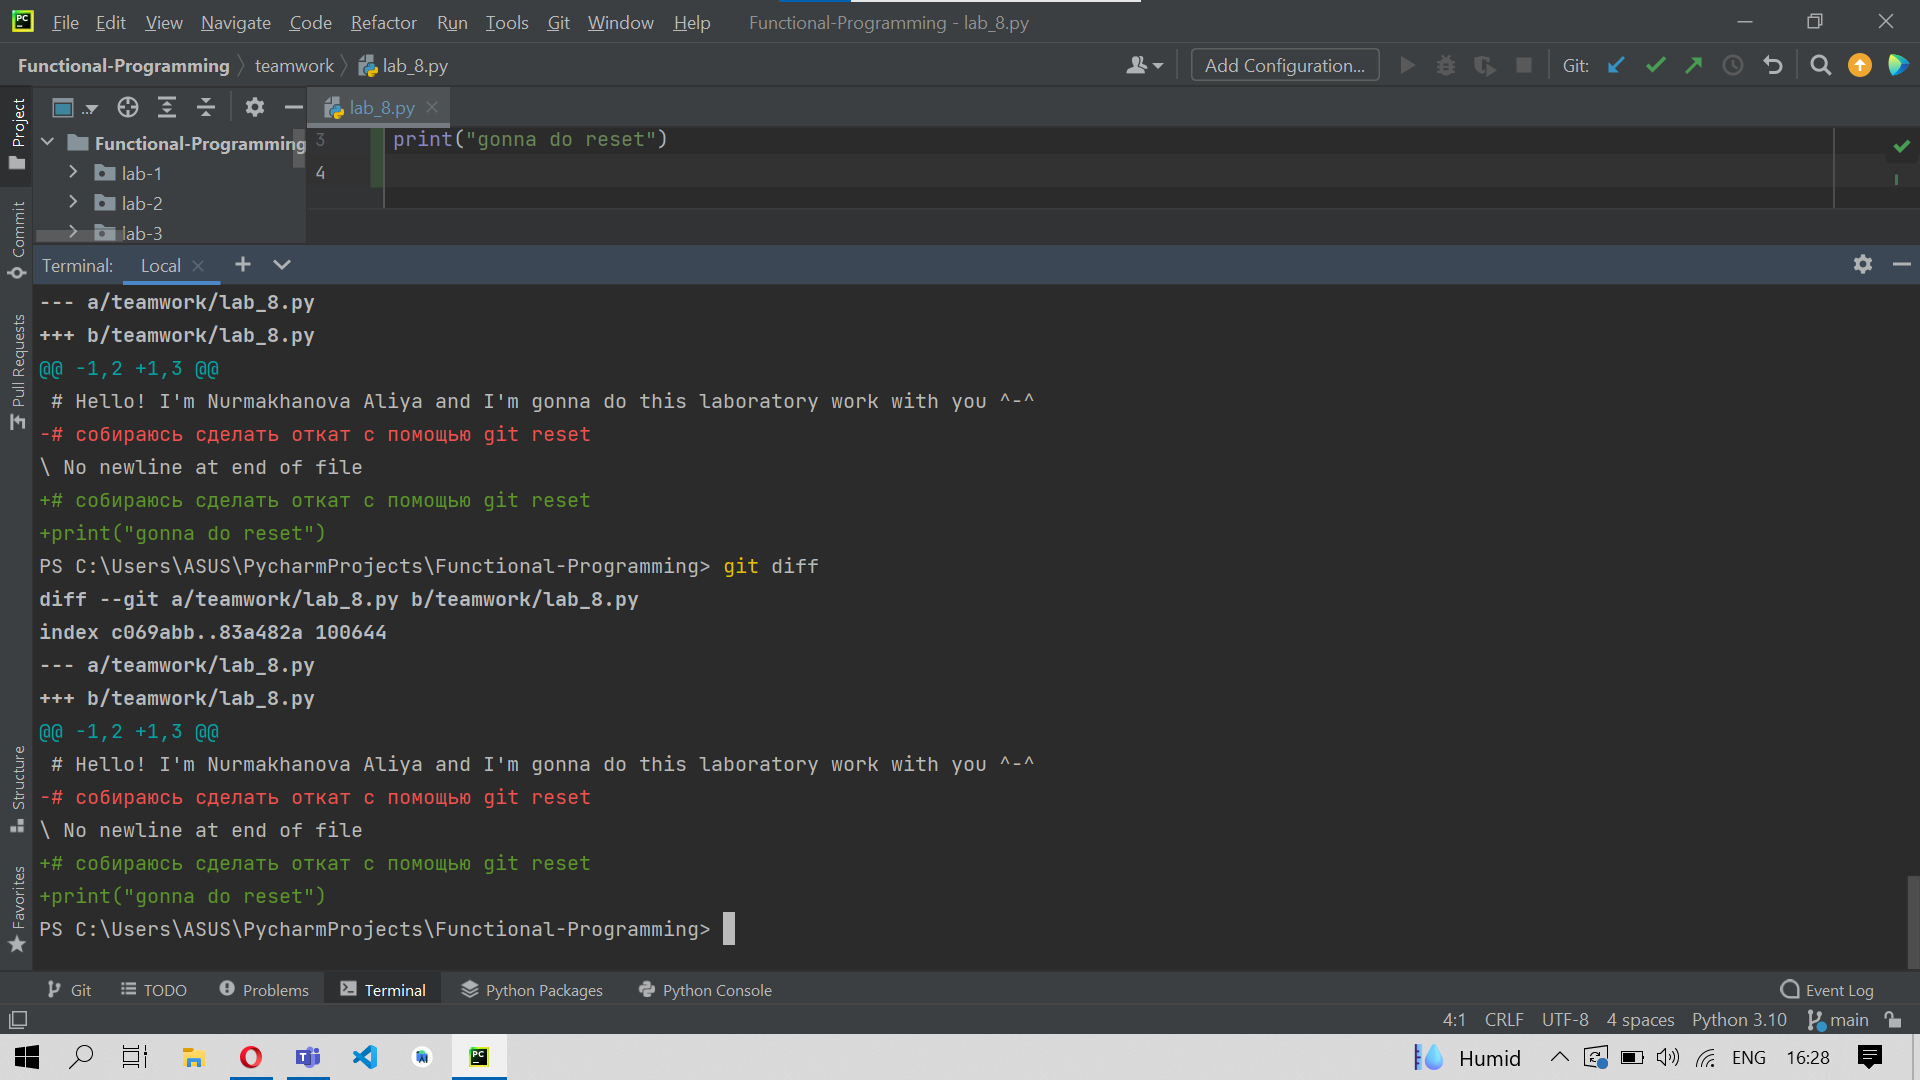 PC File Edit View Navigate Code Refactor Run Tools Git Window Help Functional-Programming - lab_8.py
Functional-Programming teamwork lab_8.py Add Configuration... Git:
Project
Commit
Pull Requests
Structure
Favorites
Functional-Programming
lab-1
lab-2
lab-3
lab_8.py
3 print("gonna do reset")
4
Terminal: Local
--- a/teamwork/lab_8.py
+++ b/teamwork/lab_8.py
@@ -1,2 +1,3 @@
# Hello! I'm Nurmakhanova Aliya and I'm gonna do this laboratory work with you ^-^
-# собираюсь сделать откат с помощью git reset
\ No newline at end of file
+# собираюсь сделать откат с помощью git reset
+print("gonna do reset")
PS C:\Users\ASUS\PycharmProjects\Functional-Programming> git diff
diff --git a/teamwork/lab_8.py b/teamwork/lab_8.py
index c069abb..83a482a 100644
--- a/teamwork/lab_8.py
+++ b/teamwork/lab_8.py
@@ -1,2 +1,3 @@
# Hello! I'm Nurmakhanova Aliya and I'm gonna do this laboratory work with you ^-^
-# собираюсь сделать откат с помощью git reset
\ No newline at end of file
+# собираюсь сделать откат с помощью git reset
+print("gonna do reset")
PS C:\Users\ASUS\PycharmProjects\Functional-Programming>
Git TODO Problems Terminal Python Packages Python Console Event Log
4:1 CRLF UTF-8 4 spaces Python 3.10 main
PC Humid ENG 16:28